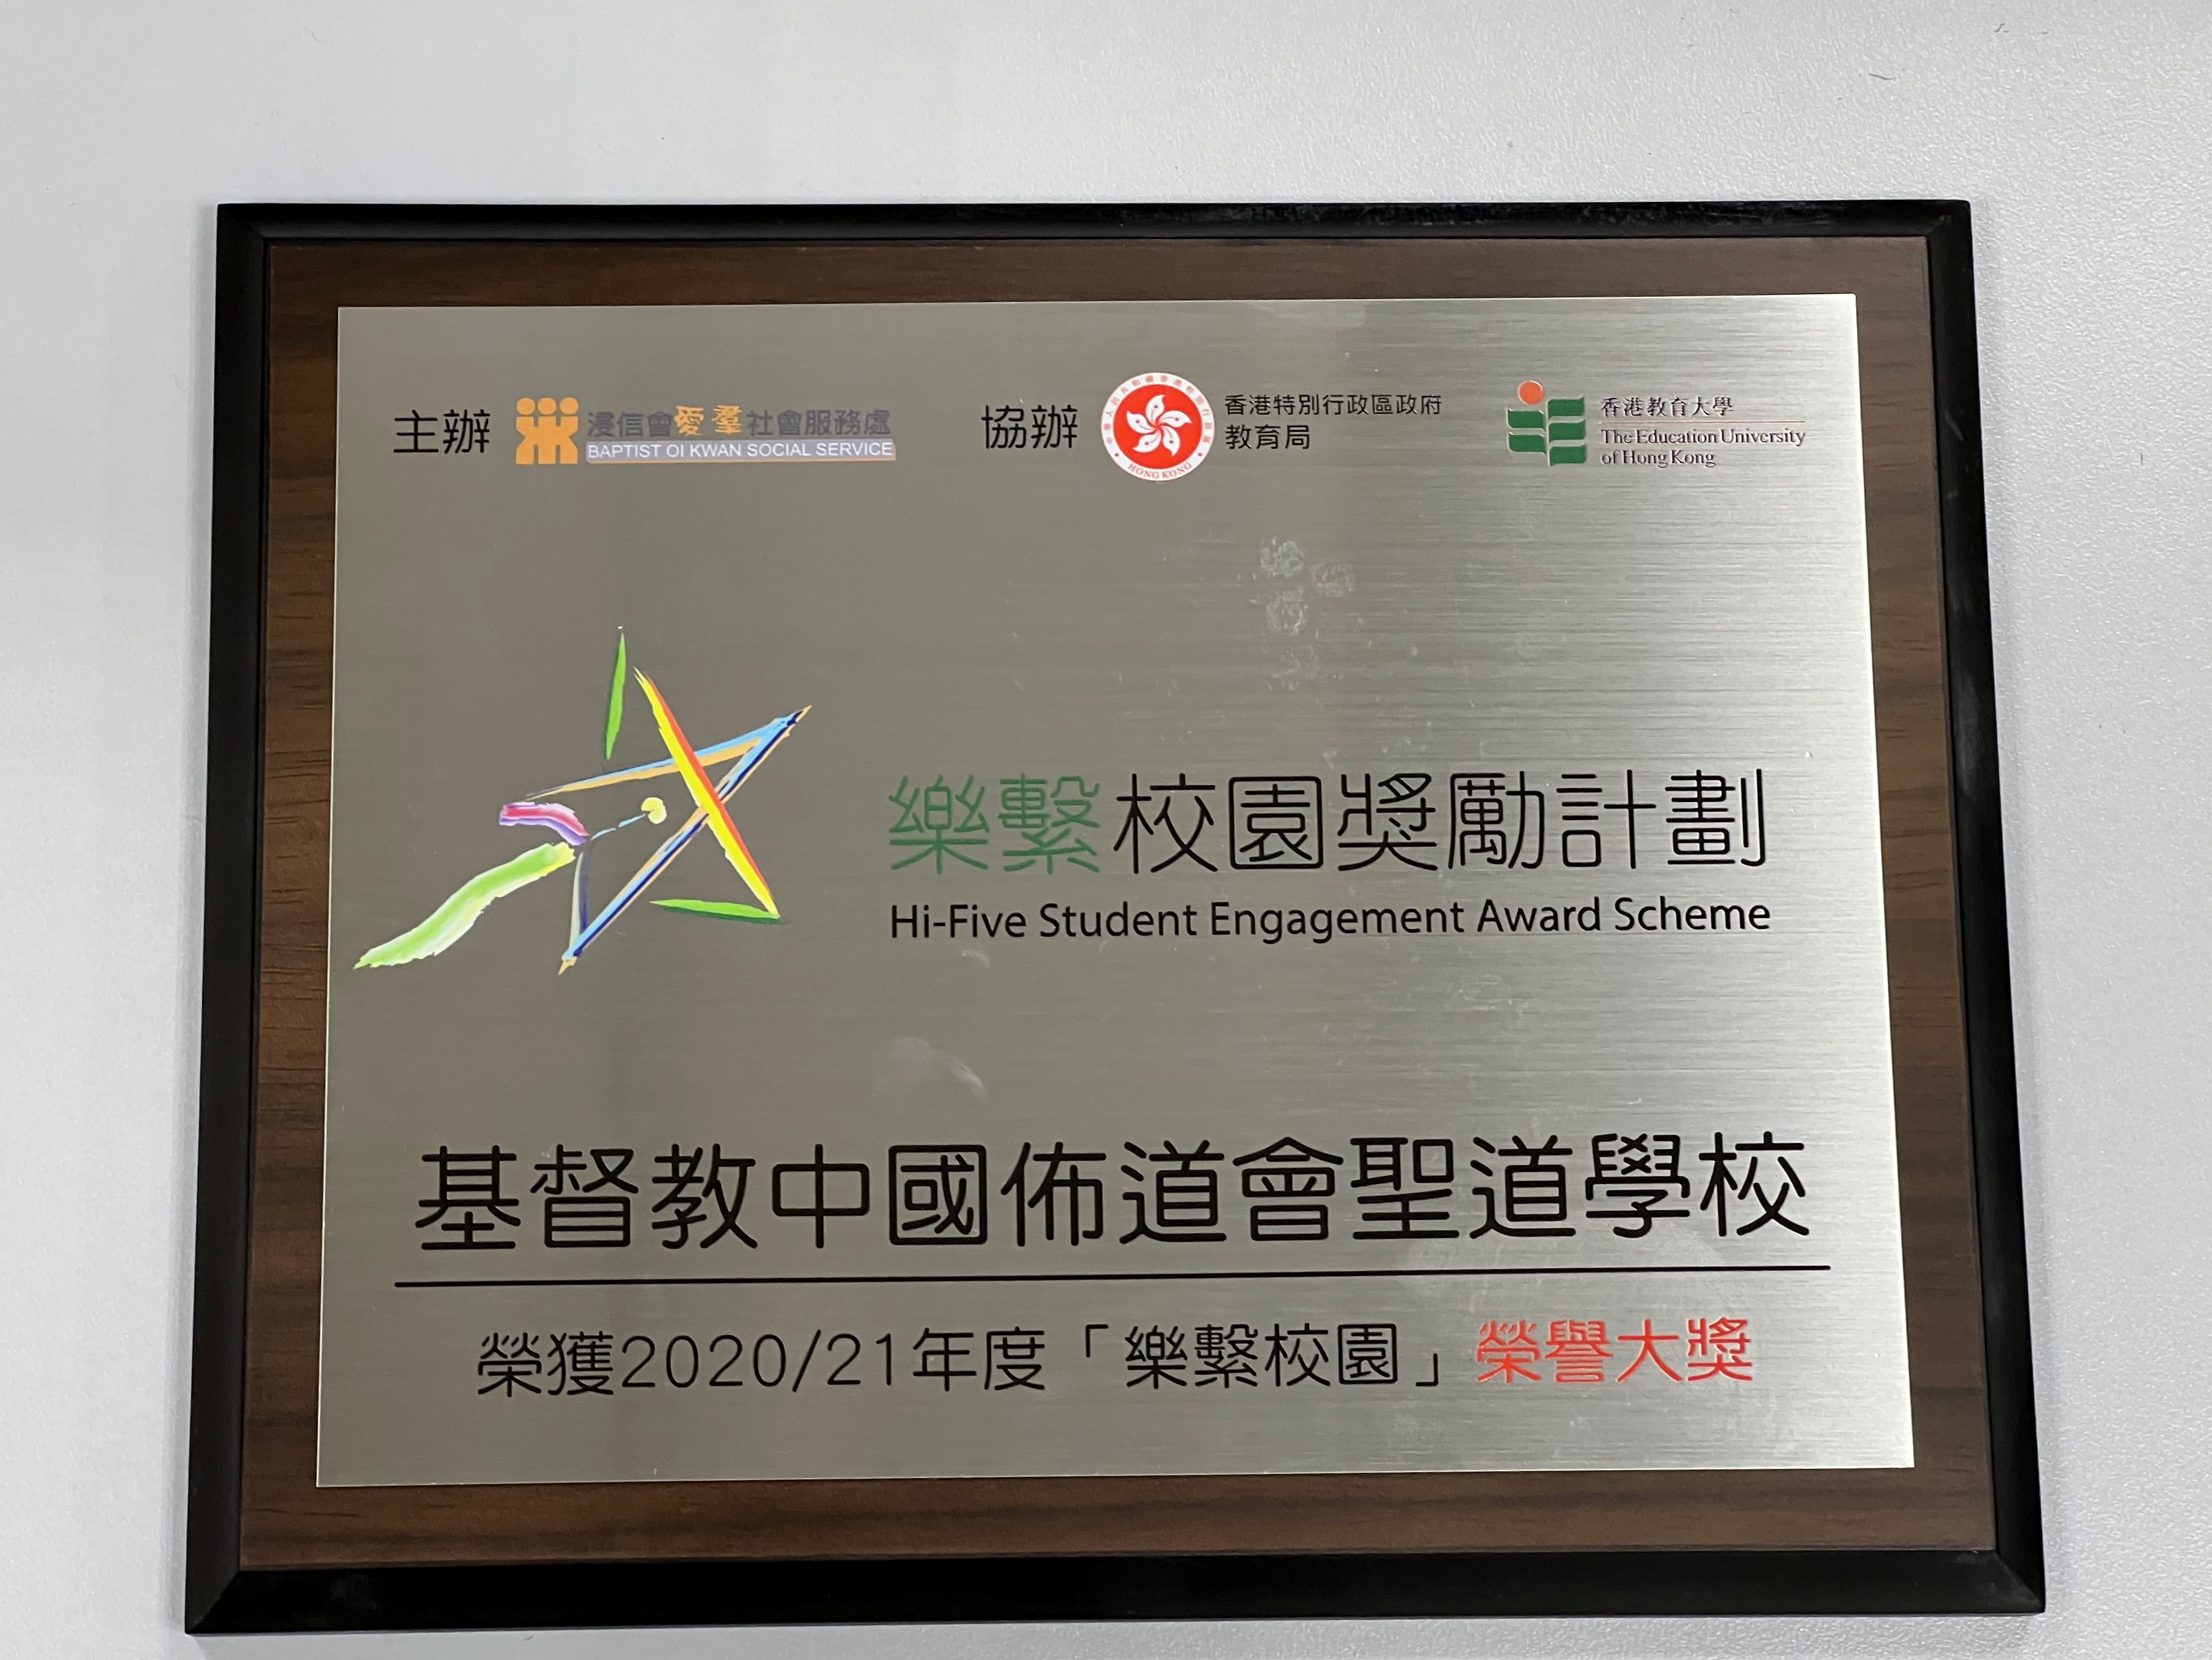 主辦
浸信會愛羣社會服務處
BAPTIST OI KWAN SOCIAL SERVICE
協辦
HONG KONG
香港特別行政區政府
教育局
香港教育大學
The Education University
of Hong Kong
樂繫校園獎勵計劃
Hi-Five Student Engagement Award Scheme
基督教中國佈道會聖道學校
榮獲2020/21年度「樂繫校園」榮譽大獎